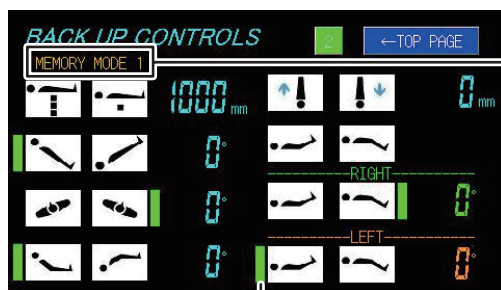 BACK UP CONTROLS
2
←TOP PAGE
MEMORY MODE 1
1000 mm
0 mm
0°
RIGHT
0°
0°
LEFT
0°
0°